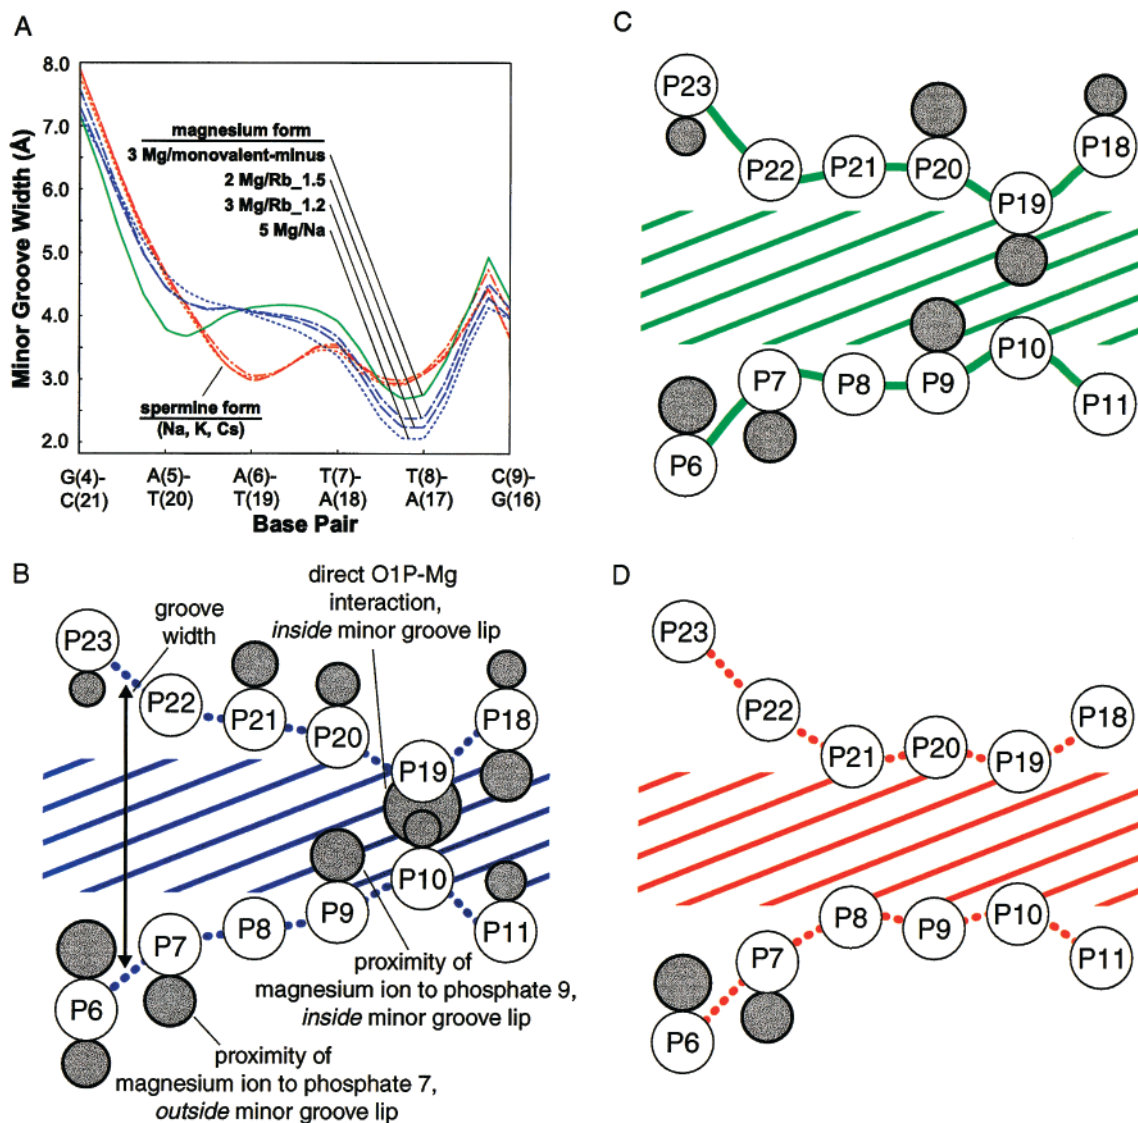 A
Minor Groove Width (Å)
8.0
7.0
6.0
5.0
4.0
3.0
2.0
magnesium form
3 Mg/monovalent-minus
2 Mg/Rb_1.5
3 Mg/Rb_1.2
5 Mg/Na
spermine form
(Na, K, Cs)
G(4)-
C(21)
A(5)-
T(20)
A(6)-
T(19)
T(7)-
A(18)
T(8)-
A(17)
C(9)-
G(16)
Base Pair
B
groove
width
direct O1P-Mg
interaction,
inside minor groove lip
P23
P22
P21
P20
P19
P18
P6
P7
P8
P9
P10
P11
proximity of
magnesium ion to phosphate 9,
inside minor groove lip
proximity of
magnesium ion to phosphate 7,
outside minor groove lip
C
P23
P22
P21
P20
P19
P18
P6
P7
P8
P9
P10
P11
D
P23
P22
P21
P20
P19
P18
P6
P7
P8
P9
P10
P11